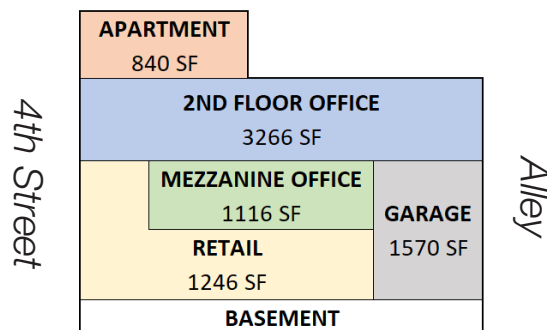 APARTMENT
840 SF
4th Street
2ND FLOOR OFFICE
3266 SF
MEZZANINE OFFICE
1116 SF
GARAGE
1570 SF
Alley
RETAIL
1246 SF
BASEMENT